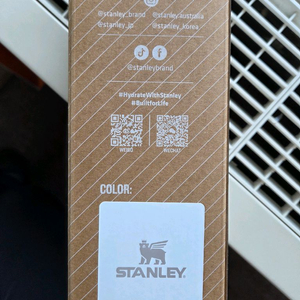 @stanley_brand @stanley.australia
@stanley_jp @stanley_korea
@stanleybrand
#HydrateWithStanley
#BuiltforLife
WEIBO WECHAT
COLOR:
STANLEY